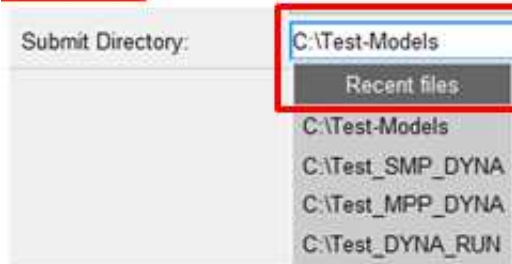 Submit Directory: C:\Test-Models
Recent files
C:\Test-Models
C:\Test_SMP_DYNA
C:\Test_MPP_DYNA
C:\Test_DYNA_RUN